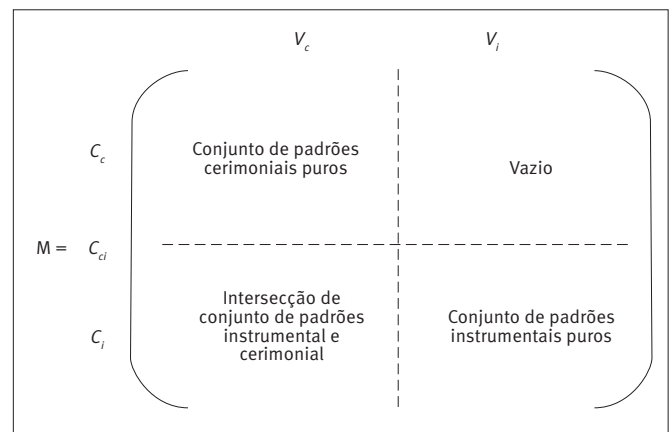 V_c V_i
C_c
Conjunto de padrões
cerimoniais puros
Vazio
M = C_ci
C_i
Intersecção de
conjunto de padrões
instrumental e
cerimonial
Conjunto de padrões
instrumentais puros